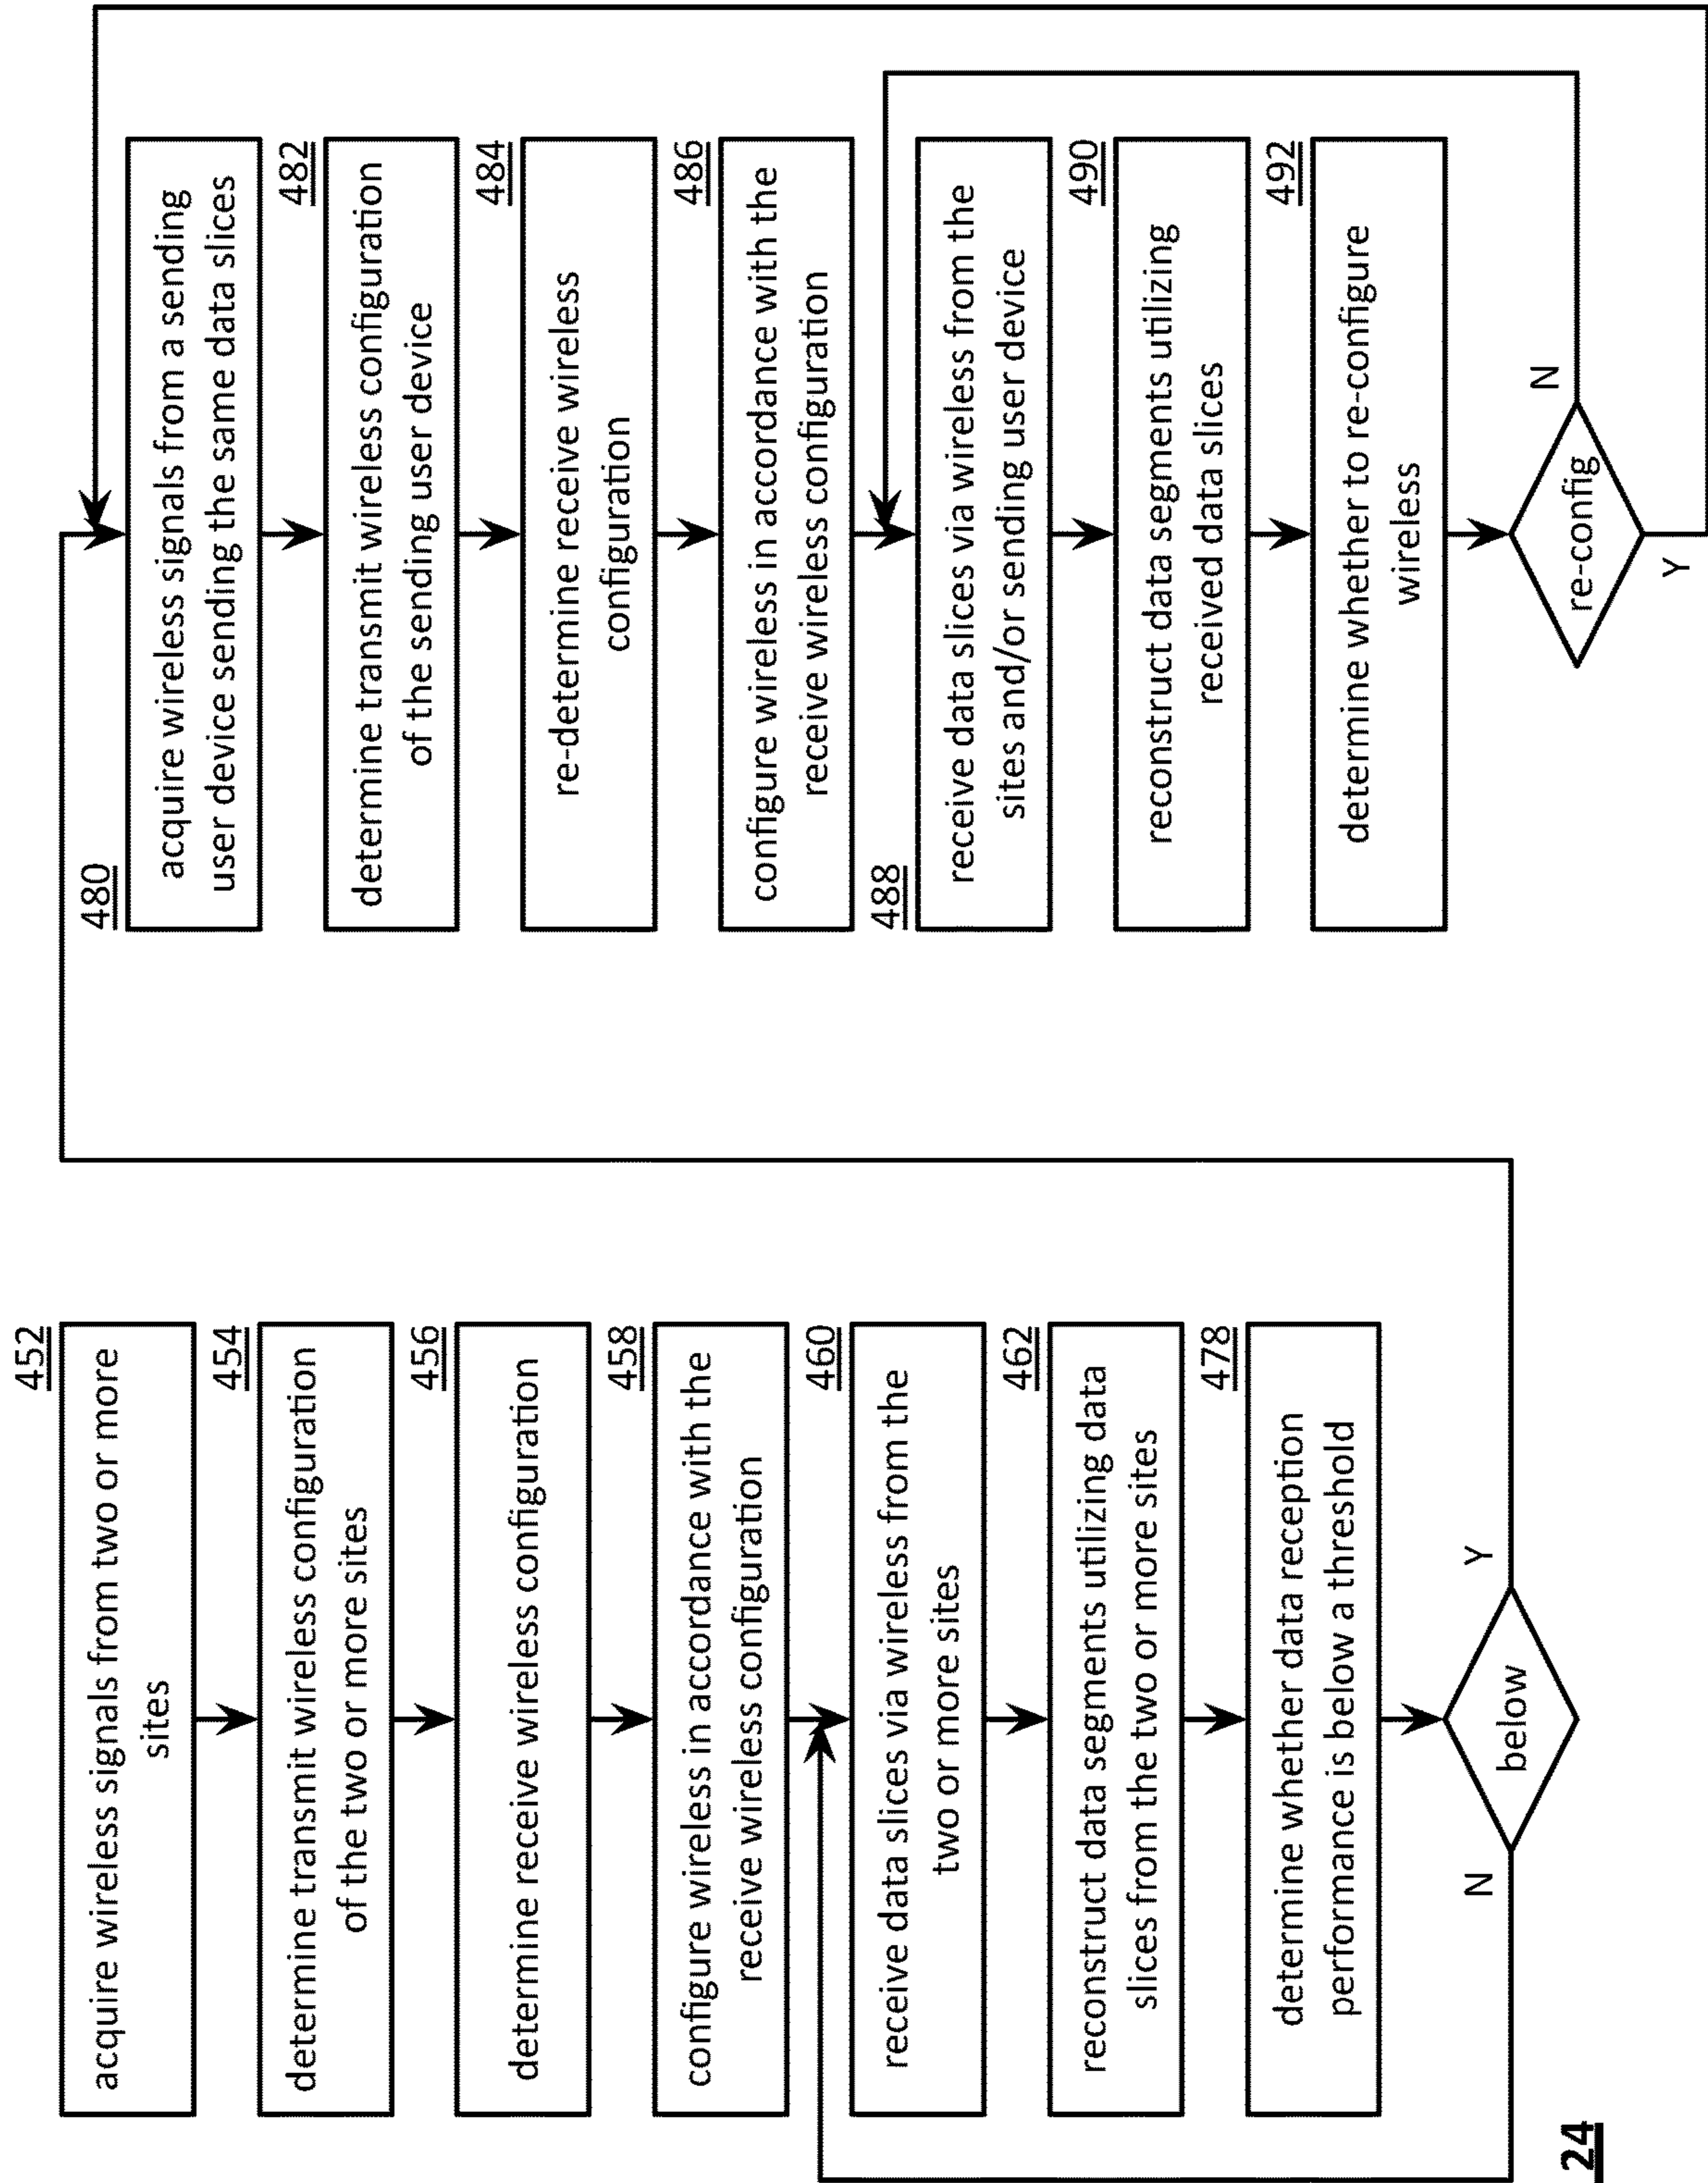 452
acquire wireless signals from two or more
sites
454
determine transmit wireless configuration
of the two or more sites
456
determine receive wireless configuration
458
configure wireless in accordance with the
receive wireless configuration
460
receive data slices via wireless from the
two or more sites
462
reconstruct data segments utilizing data
slices from the two or more sites
478
determine whether data reception
performance is below a threshold
N
below
Y
480
acquire wireless signals from a sending
user device sending the same data slices
482
determine transmit wireless configuration
of the sending user device
484
re-determine receive wireless
configuration
486
configure wireless in accordance with the
receive wireless configuration
488
receive data slices via wireless from the
sites and/or sending user device
490
reconstruct data segments utilizing
received data slices
492
determine whether to re-configure
wireless
re-config
N
Y
24